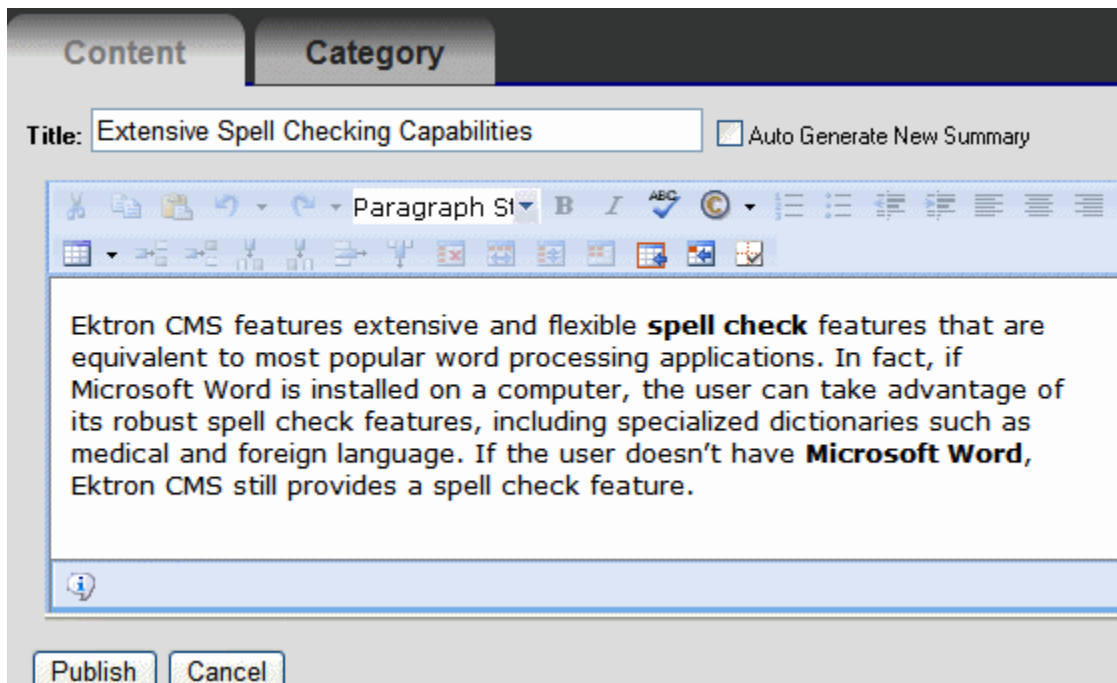 Content Category
Title: Extensive Spell Checking Capabilities Auto Generate New Summary
Paragraph St B I ABC ©
Ektron CMS features extensive and flexible spell check features that are
equivalent to most popular word processing applications. In fact, if
Microsoft Word is installed on a computer, the user can take advantage of
its robust spell check features, including specialized dictionaries such as
medical and foreign language. If the user doesn’t have Microsoft Word,
Ektron CMS still provides a spell check feature.
Publish Cancel